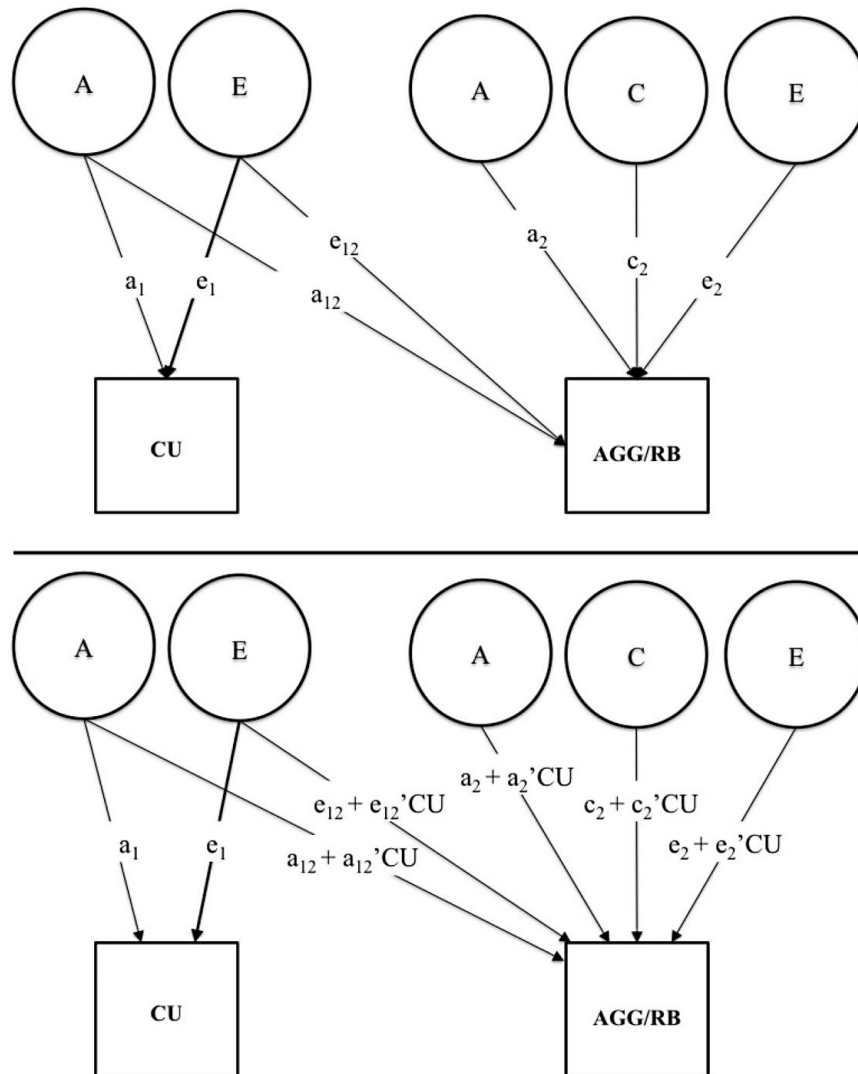 A E A C E
a₂
e₁₂
c₂ e₂
a₁ e₁ a₁₂
CU AGG/RB
A E A C E
a₂ + a₂’CU
e₁₂ + e₁₂’CU c₂ + c₂’CU
a₁ e₁ a₁₂ + a₁₂’CU e₂ + e₂’CU
CU AGG/RB